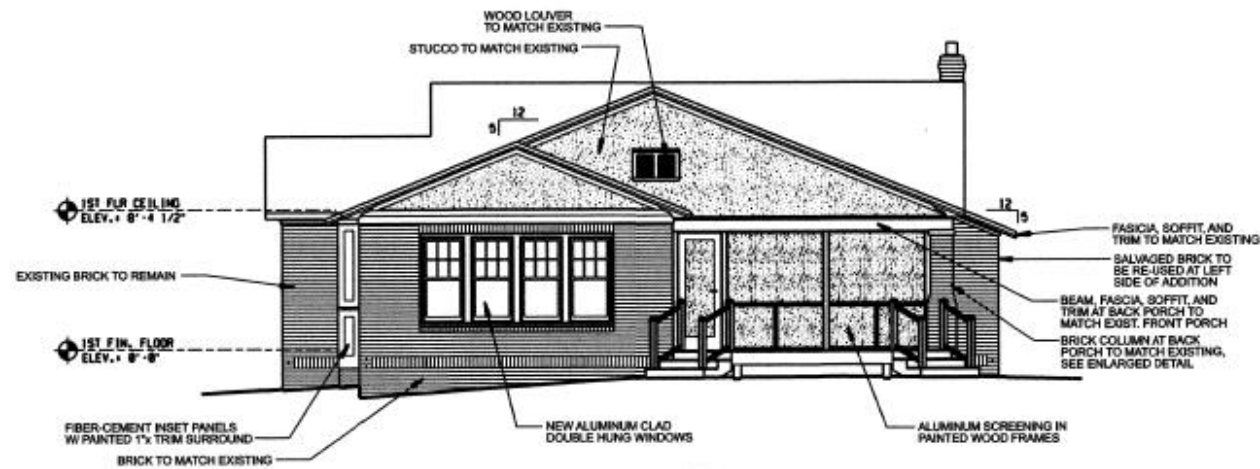 WOOD LOUVER
TO MATCH EXISTING
STUCCO TO MATCH EXISTING
12
5
1ST FLR CEILING
ELEV.: 8'-4 1/2"
12
5
FASICIA, SOFFIT, AND
TRIM TO MATCH EXISTING
SALVAGED BRICK TO
BE RE-USED AT LEFT
SIDE OF ADDITION
EXISTING BRICK TO REMAIN
BEAM, FASCIA, SOFFIT, AND
TRIM AT BACK PORCH TO
MATCH EXIST. FRONT PORCH
1ST FIN. FLOOR
ELEV.: 0'-0"
BRICK COLUMN AT BACK
PORCH TO MATCH EXISTING,
SEE ENLARGED DETAIL
FIBER-CEMENT INSET PANELS
W/ PAINTED 1"x TRIM SURROUND
NEW ALUMINUM CLAD
DOUBLE HUNG WINDOWS
ALUMINUM SCREENING IN
PAINTED WOOD FRAMES
BRICK TO MATCH EXISTING